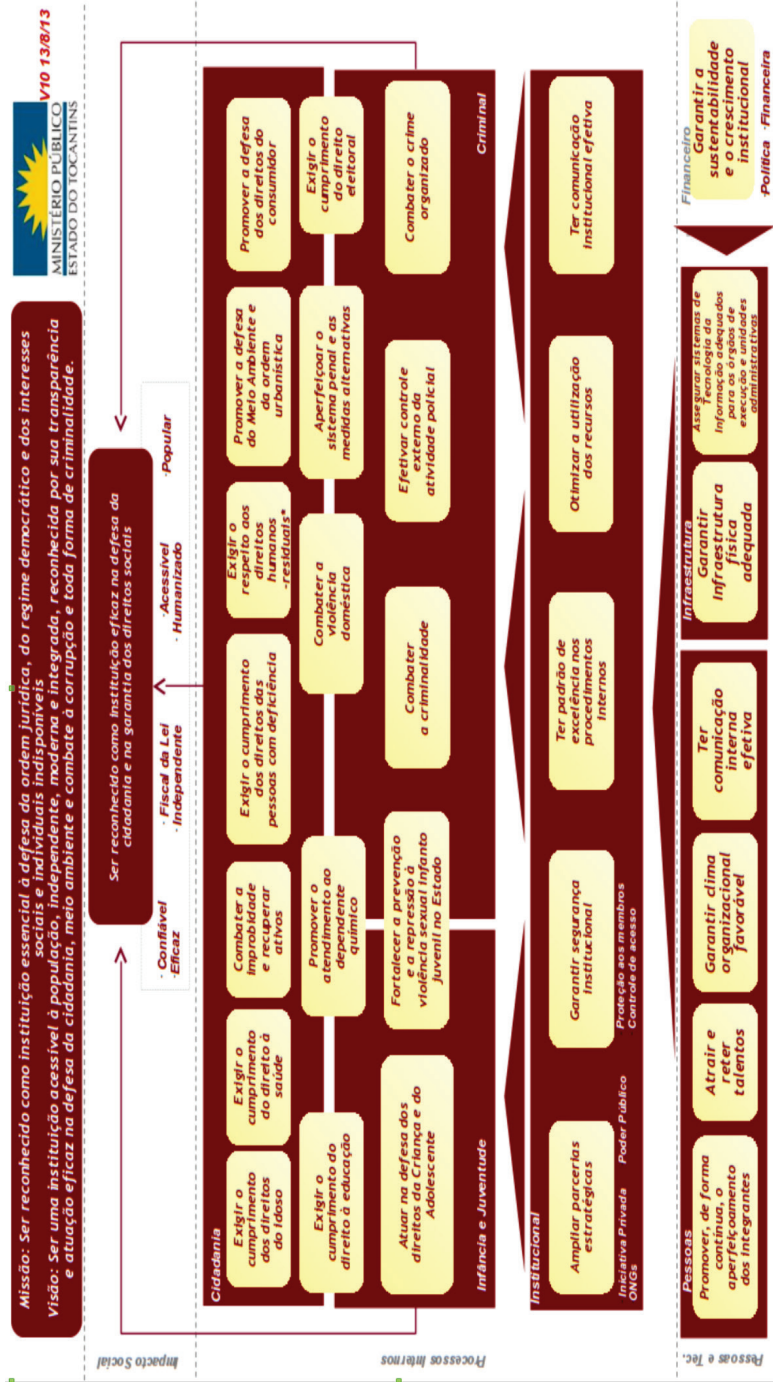 Missão: Ser reconhecido como instituição essencial à defesa da ordem jurídica, do regime democrático e dos interesses
sociais e individuais indisponíveis
Visão: Ser uma instituição acessível à população, independente, moderna e integrada, reconhecida por sua transparência
e atuação eficaz na defesa da cidadania, meio ambiente e combate à corrupção e toda forma de criminalidade.
MINISTÉRIO PÚBLICO
ESTADO DO TOCANTINS
V10 13/8/13
Impacto Social
Ser reconhecido como instituição eficaz na defesa da
cidadania e na garantia dos direitos sociais
· Confiável
· Eficaz
· Fiscal da Lei
· Independente
· Acessível
· Humanizado
· Popular
Processos Internos
Cidadania
Exigir o
cumprimento
dos direitos
do idoso
Exigir o
cumprimento
do direito à
saúde
Combater a
improbidade
e recuperar
ativos
Exigir o cumprimento
dos direitos das
pessoas com deficiência
Exigir o
respeito aos
direitos
humanos
-residuais*
Promover a defesa
do Meio Ambiente e
da ordem
urbanística
Promover a defesa
dos direitos do
consumidor
Exigir o
cumprimento do
direito à educação
Promover o
atendimento ao
dependente
químico
Combater a
violência
doméstica
Aperfeiçoar o
sistema penal e as
medidas alternativas
Exigir o
cumprimento
do direito
eleitoral
Atuar na defesa dos
direitos da Criança e do
Adolescente
Fortalecer a prevenção
e a repressão à
violência sexual infanto
juvenil no Estado
Combater
a criminalidade
Efetivar controle
externo da
atividade policial
Combater o crime
organizado
Infância e Juventude
Criminal
Institucional
Ampliar parcerias
estratégicas
Garantir segurança
institucional
Ter padrão de
excelência nos
procedimentos
internos
Otimizar a utilização
dos recursos
Ter comunicação
institucional efetiva
Iniciativa Privada
Poder Público
ONGs
Proteção aos membros
Controle de acesso
Pessoas e Tec.
Pessoas
Promover, de forma
contínua, o
aperfeiçoamento
dos integrantes
Atrair e
reter
talentos
Garantir clima
organizacional
favorável
Ter
comunicação
interna
efetiva
Infraestrutura
Garantir
Infraestrutura
física
adequada
Assegurar sistemas de
Tecnologia da
Informação adequados
para os órgãos de
execução e unidades
administrativas
Financeiro
Garantir a
sustentabilidade
e o crescimento
institucional
·Política ·Financeira